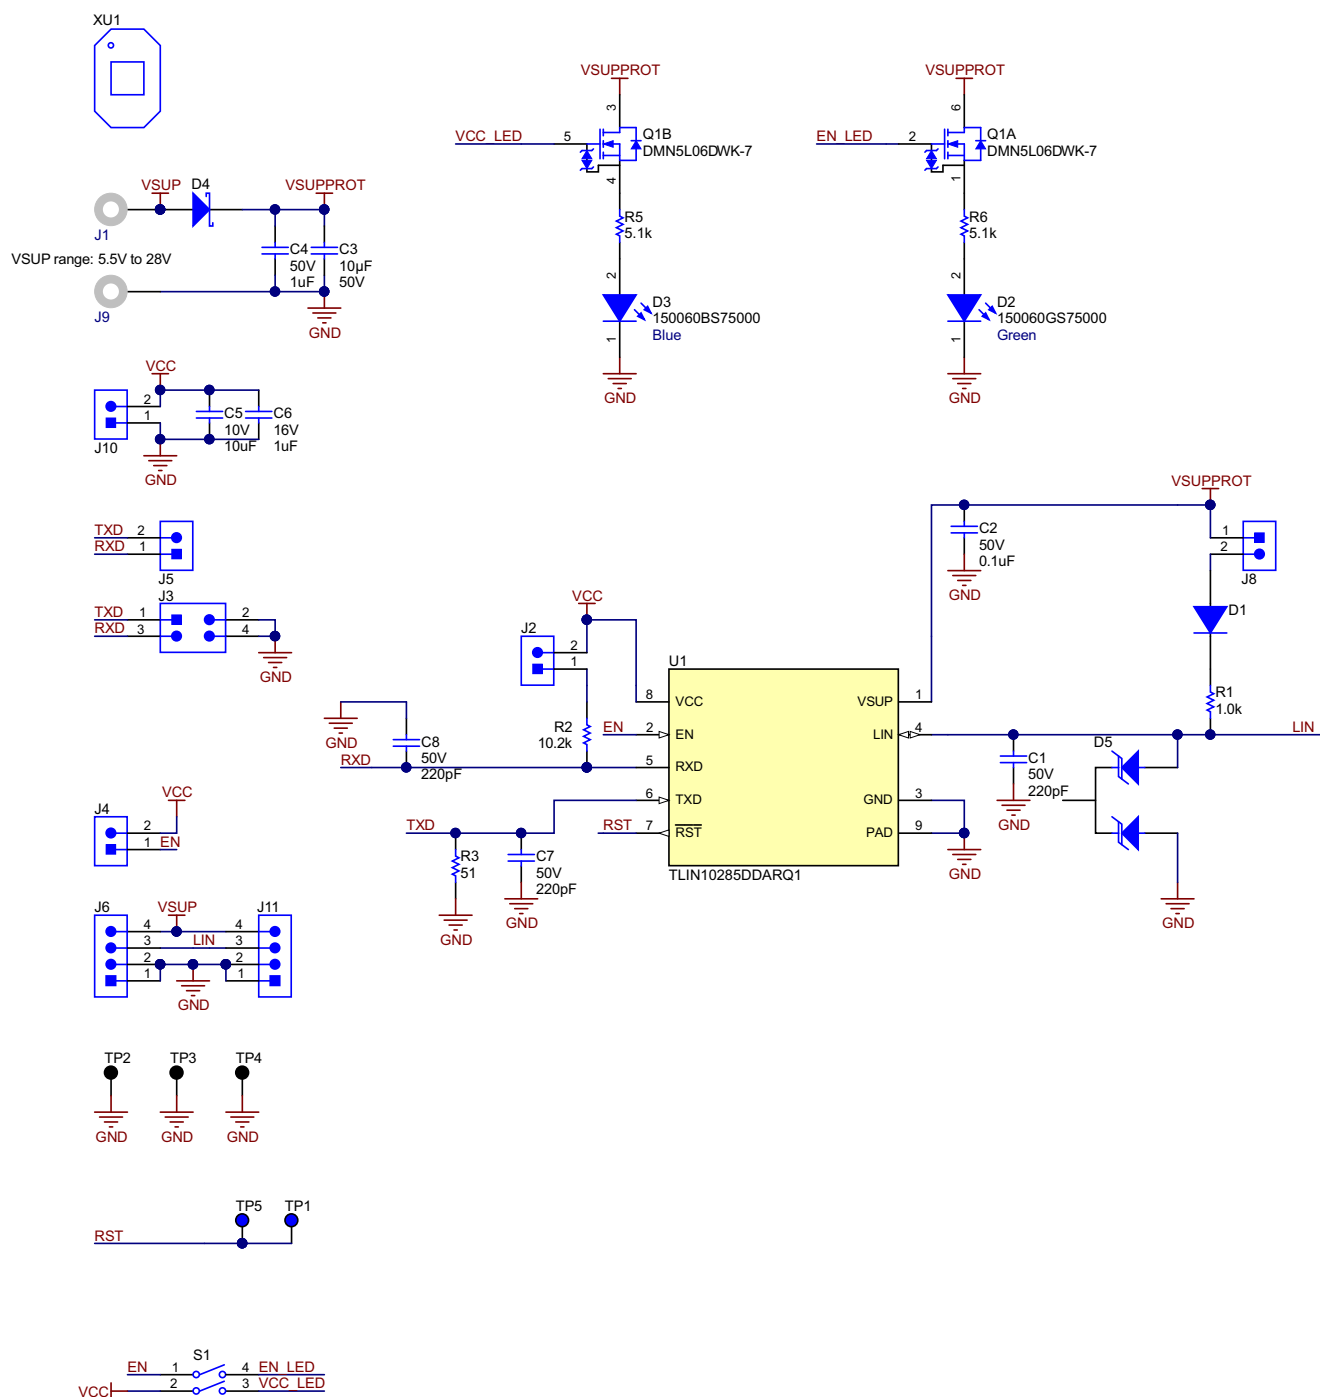 XU1
VSUPPROT
3
VCC_LED
5
Q1B
DMN5L06DWK-7
4
R5
5.1k
2
D3
150060BS75000
Blue
1
GND
VSUPPROT
6
EN_LED
2
Q1A
DMN5L06DWK-7
1
R6
5.1k
2
D2
150060GS75000
Green
1
GND
VSUP
D4
VSUPPROT
J1
VSUP range: 5.5V to 28V
C4
50V
1uF
C3
10µF
50V
J9
GND
VCC
2
1
J10
C5
10V
10uF
C6
16V
1uF
GND
TXD 2
RXD 1
J5
J3
TXD 1 2
RXD 3 4
GND
VCC
J4
2
1 EN
J6
VSUP
J11
4 4
3 LIN 3
2 2
1 1
GND
TP2
TP3
TP4
GND
GND
GND
TP5
TP1
RST
S1
EN 1 4 EN_LED
VCC 2 3 VCC_LED
VCC
J2
2
1
R2
10.2k
GND
C8
50V
220pF
RXD
EN
TXD
R3
51
GND
C7
50V
220pF
GND
RST
U1
8 VCC
2 EN
5 RXD
6 TXD
7 RST
VSUP 1
LIN 4
GND 3
PAD 9
TLIN10285DDARQ1
GND
C2
50V
0.1uF
GND
VSUPPROT
1
2
J8
D1
R1
1.0k
LIN
C1
50V
220pF
GND
D5
GND